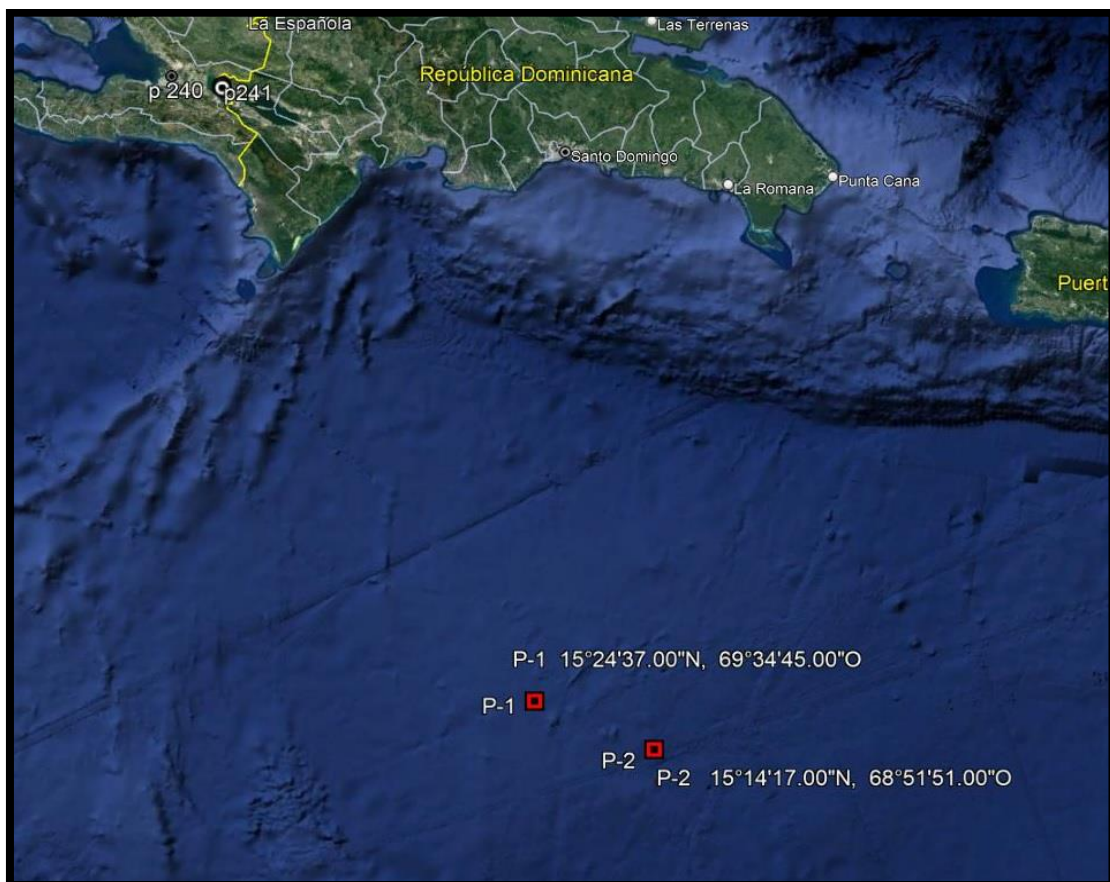 La Española
Las Terrenas
República Dominicana
p 240
p241
Santo Domingo
La Romana
Punta Cana
Puert
P-1 15°24'37.00"N, 69°34'45.00"O
P-1
P-2
P-2 15°14'17.00"N, 68°51'51.00"O